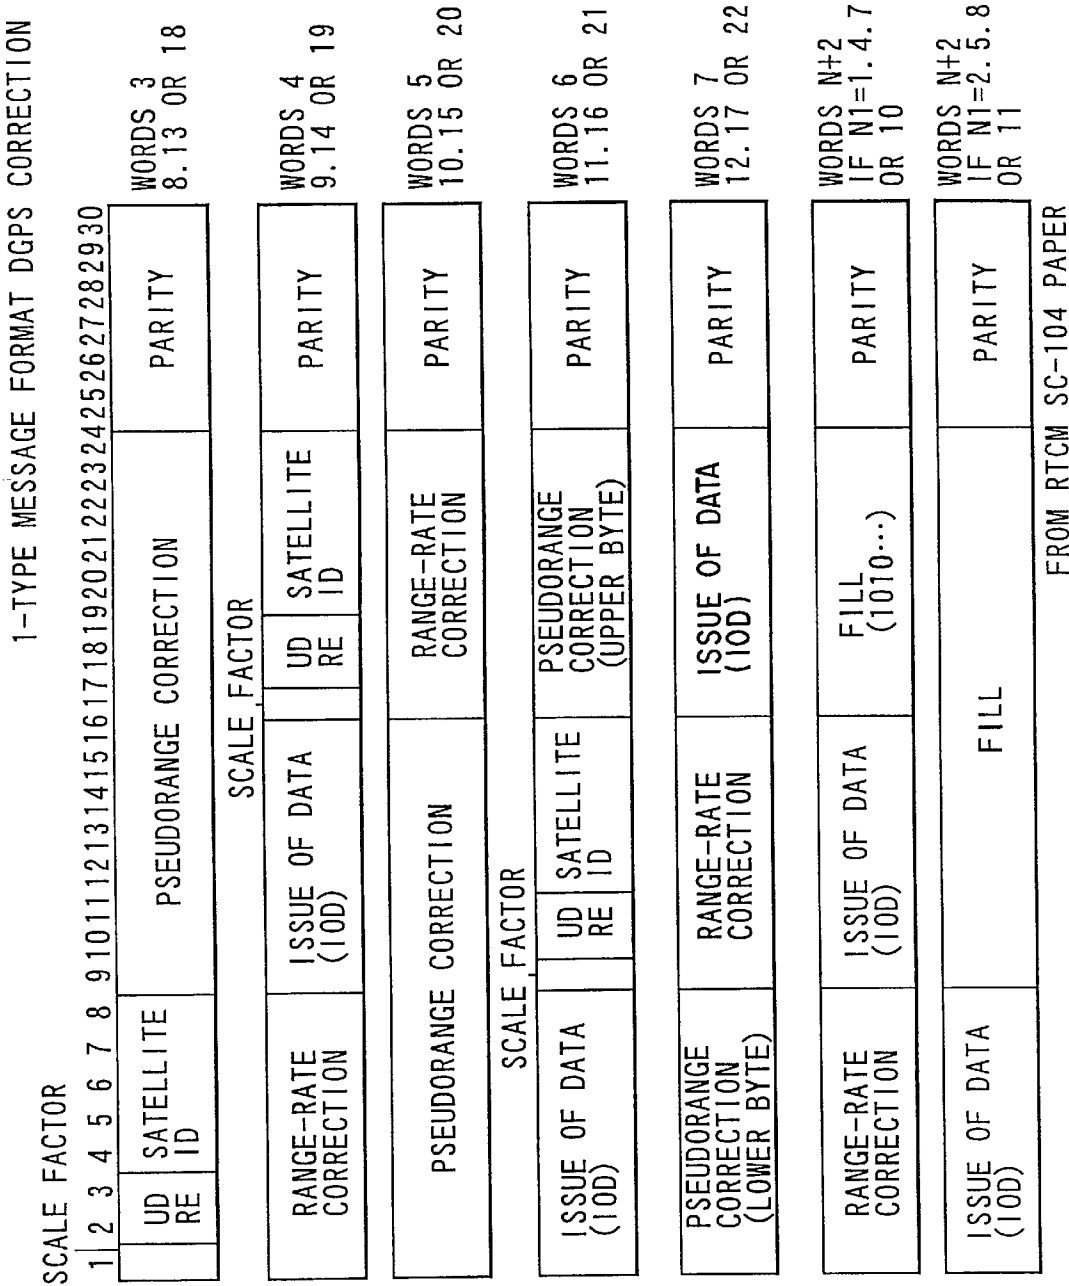 1-TYPE MESSAGE FORMAT DGPS CORRECTION
SCALE FACTOR
1 2 3 4 5 6 7 8 9 10 11 12 13 14 15 16 17 18 19 20 21 22 23 24 25 26 27 28 29 30
UD
RE
SATELLITE
ID
PSEUDORANGE CORRECTION
PARITY
WORDS 3
8.13 OR 18
SCALE FACTOR
RANGE-RATE
CORRECTION
ISSUE OF DATA
(IOD)
UD
RE
SATELLITE
ID
PARITY
WORDS 4
9.14 OR 19
PSEUDORANGE CORRECTION
RANGE-RATE
CORRECTION
PARITY
WORDS 5
10.15 OR 20
SCALE FACTOR
ISSUE OF DATA
(IOD)
UD
RE
SATELLITE
ID
PSEUDORANGE
CORRECTION
(UPPER BYTE)
PARITY
WORDS 6
11.16 OR 21
PSEUDORANGE
CORRECTION
(LOWER BYTE)
RANGE-RATE
CORRECTION
ISSUE OF DATA
(IOD)
PARITY
WORDS 7
12.17 OR 22
RANGE-RATE
CORRECTION
ISSUE OF DATA
(IOD)
FILL
(1010···)
PARITY
WORDS N+2
IF N1=1.4.7
OR 10
ISSUE OF DATA
(IOD)
FILL
PARITY
WORDS N+2
IF N1=2.5.8
OR 11
FROM RTCM SC-104 PAPER